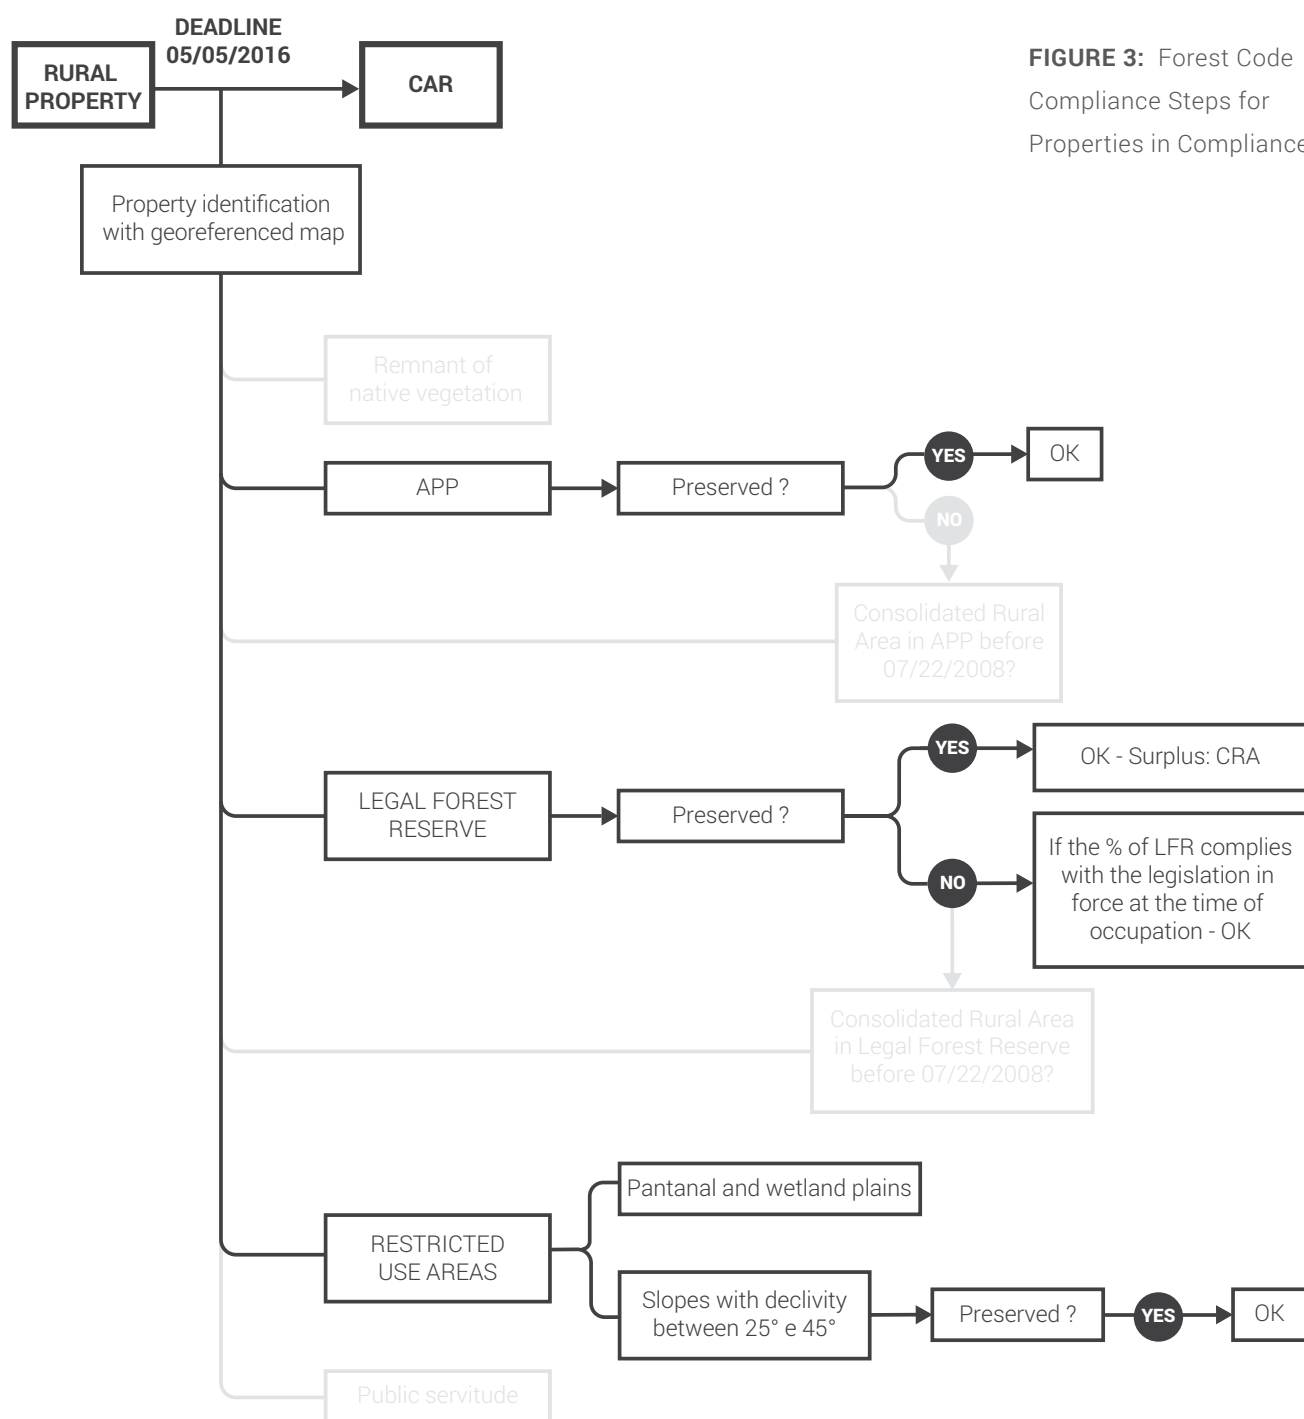 DEADLINE
05/05/2016
RURAL
PROPERTY
CAR
FIGURE 3: Forest Code
Compliance Steps for
Properties in Compliance
Property identification
with georeferenced map
Remnant of
native vegetation
APP
Preserved ?
YES
OK
NO
Consolidated Rural
Area in APP before
07/22/2008?
LEGAL FOREST
RESERVE
Preserved ?
YES
OK - Surplus: CRA
NO
If the % of LFR complies
with the legislation in
force at the time of
occupation - OK
Consolidated Rural Area
in Legal Forest Reserve
before 07/22/2008?
RESTRICTED
USE AREAS
Pantanal and wetland plains
Slopes with declivity
between 25° e 45°
Preserved ?
YES
OK
Public servitude